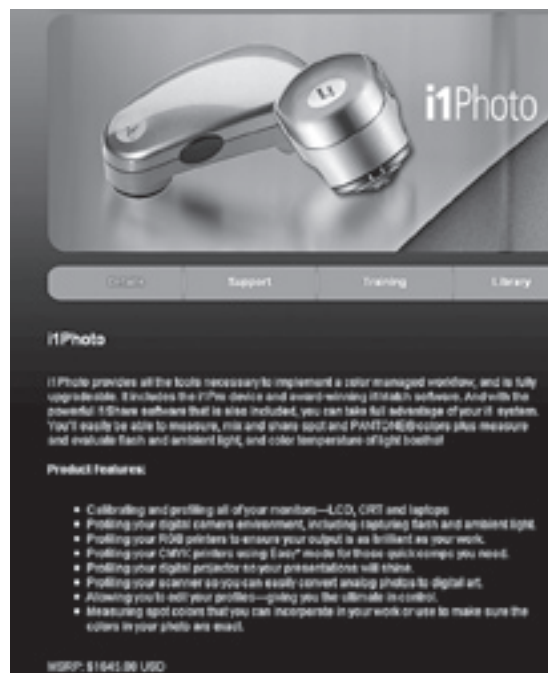 i1Photo
Details Support Training Library
i1Photo
i1Photo provides all the tools necessary to implement a color managed workflow, and is fully
upgradeable. It includes the i1Pro device and award-winning i1Match software. And with the
powerful i1Share software that is also included, you can take full advantage of your i1 system.
You'll easily be able to measure, mix and share spot and PANTONE® colors plus measure
and evaluate flash and ambient light, and color temperature of light booths!
Product Features:
• Calibrating and profiling all of your monitors—LCD, CRT and laptops
• Profiling your digital camera environment, including capturing flash and ambient light.
• Profiling your RGB printers to ensure your output is as brilliant as your work.
• Profiling your CMYK printers using Easy* mode for those quick comps you need.
• Profiling your digital projector so your presentations will shine.
• Profiling your scanner so you can easily convert analog photos to digital art.
• Allowing you to edit your profiles—giving you the ultimate in control.
• Measuring spot colors that you can incorporate in your work or use to make sure the
colors in your photo are exact.
MSRP: $1645.00 USD